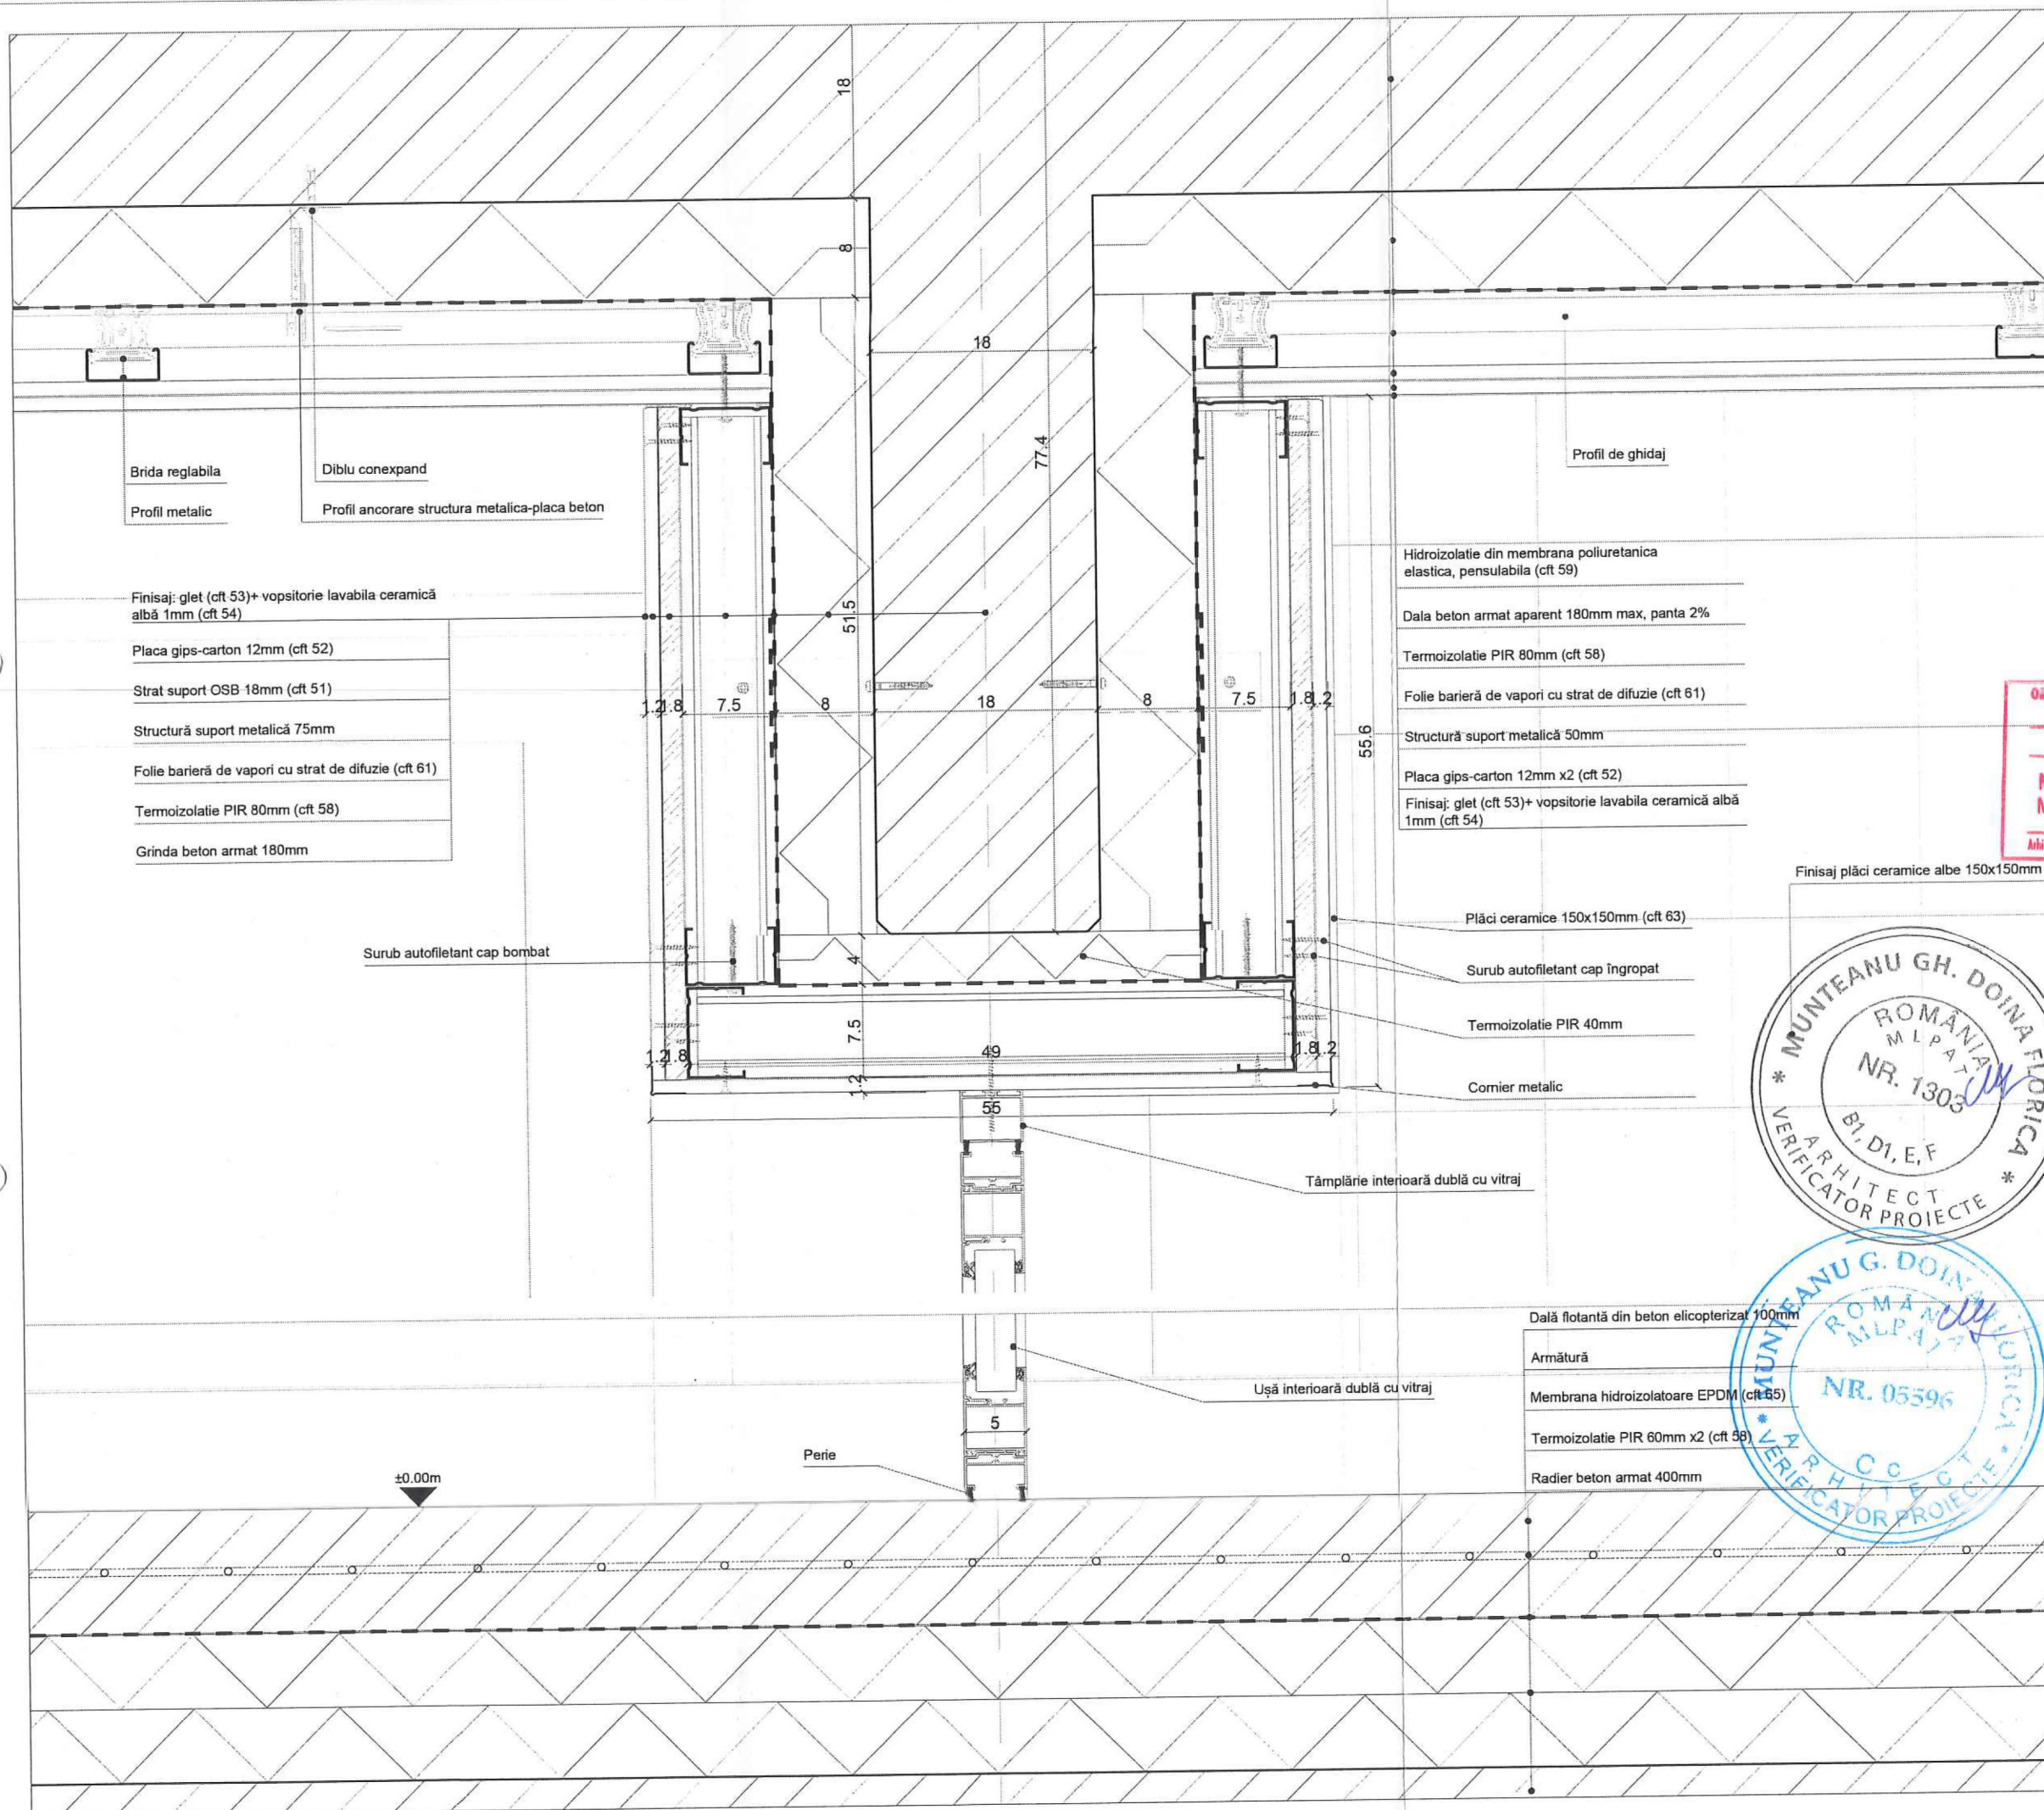 18
8
18
77.4
Brida reglabila
Profil metalic
Diblu conexpand
Profil ancorare structura metalica-placa beton
Profil de ghidaj
Finisaj: glet (cft 53)+ vopsitorie lavabila ceramică
albă 1mm (cft 54)
Placa gips-carton 12mm (cft 52)
Strat suport OSB 18mm (cft 51)
Structură suport metalică 75mm
Folie barieră de vapori cu strat de difuzie (cft 61)
Termoizolatie PIR 80mm (cft 58)
Grinda beton armat 180mm
51.5
1.2
1.8
7.5
8
18
8
7.5
1.8
1.2
55.6
Hidroizolatie din membrana poliuretanica
elastica, pensulabila (cft 59)
Dala beton armat aparent 180mm max, panta 2%
Termoizolatie PIR 80mm (cft 58)
Folie barieră de vapori cu strat de difuzie (cft 61)
Structură suport metalică 50mm
Placa gips-carton 12mm x2 (cft 52)
Finisaj: glet (cft 53)+ vopsitorie lavabila ceramică albă
1mm (cft 54)
Finisaj plăci ceramice albe 150x150mm
Plăci ceramice 150x150mm (cft 63)
Surub autofiletant cap îngropat
Termoizolatie PIR 40mm
Cornier metalic
Surub autofiletant cap bombat
4
7.5
1.2
1.2
1.8
49
1.8
1.2
55
Tâmplărie interioară dublă cu vitraj
Ușă interioară dublă cu vitraj
5
Perie
±0.00m
Dală flotantă din beton elicopterizat 100mm
Armătură
Membrana hidroizolatoare EPDM (cft 65)
Termoizolatie PIR 60mm x2 (cft 58)
Radier beton armat 400mm
* MUNTEANU GH. DOINA FLORICA *
ROMÂNIA
MLPAT
NR. 1303
B1, D1, E, F
ARHITECT
VERIFICATOR PROIECTE
* MUNTEANU G. DOINA FLORICA *
ROMÂNIA
MLPAT
NR. 05596
Cc
ARHITECT
VERIFICATOR PROIECTE